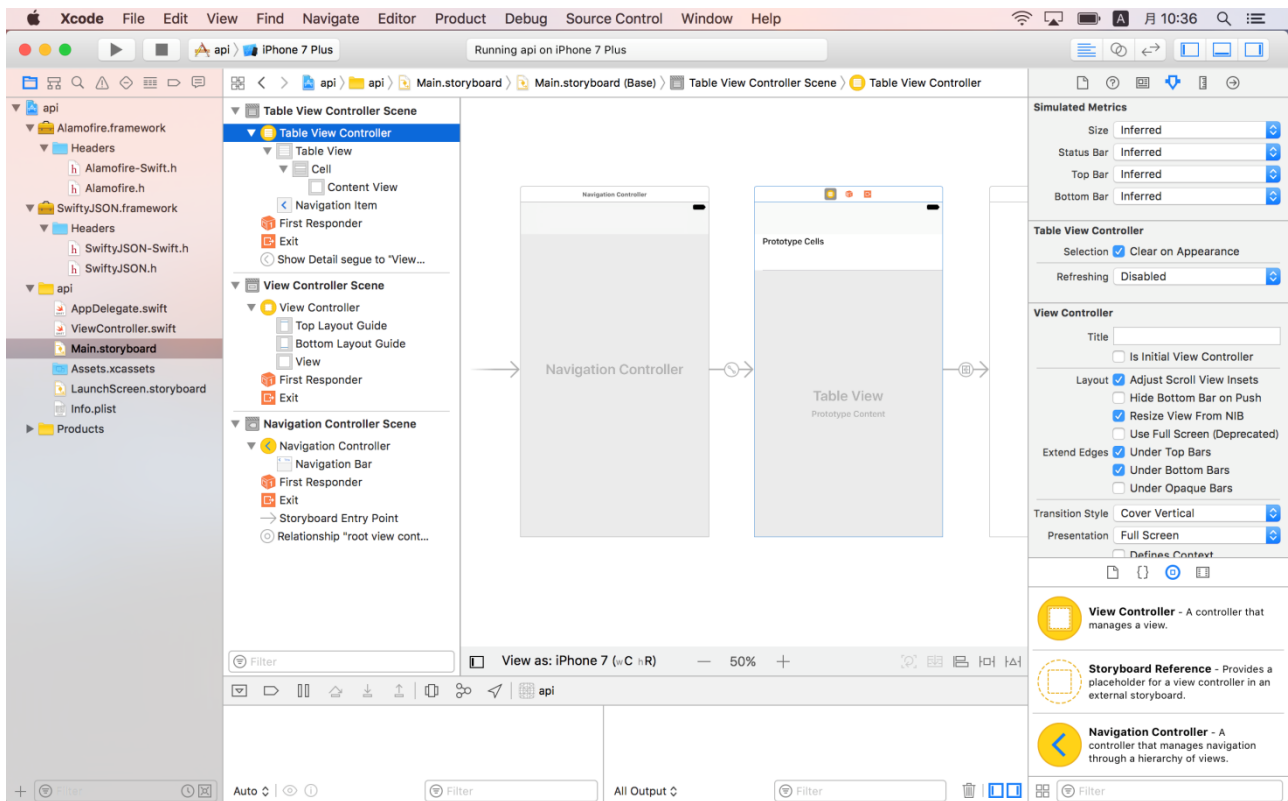 Xcode File Edit View Find Navigate Editor Product Debug Source Control Window Help A 月 10:36
api iPhone 7 Plus Running api on iPhone 7 Plus
api api Main.storyboard Main.storyboard (Base) Table View Controller Scene Table View Controller
api
Alamofire.framework
Headers
h Alamofire-Swift.h
h Alamofire.h
SwiftyJSON.framework
Headers
h SwiftyJSON-Swift.h
h SwiftyJSON.h
api
AppDelegate.swift
ViewController.swift
Main.storyboard
Assets.xcassets
LaunchScreen.storyboard
Info.plist
Products
Filter
Table View Controller Scene
Table View Controller
Table View
Cell
Content View
Navigation Item
First Responder
Exit
Show Detail segue to "View...
View Controller Scene
View Controller
Top Layout Guide
Bottom Layout Guide
View
First Responder
Exit
Navigation Controller Scene
Navigation Controller
Navigation Bar
First Responder
Exit
Storyboard Entry Point
Relationship "root view cont...
Filter
Navigation Controller
Navigation Controller
Prototype Cells
Table View
Prototype Content
View as: iPhone 7 (wC hR) — 50% +
api
Auto Filter
All Output Filter
Simulated Metrics
Size Inferred
Status Bar Inferred
Top Bar Inferred
Bottom Bar Inferred
Table View Controller
Selection Clear on Appearance
Refreshing Disabled
View Controller
Title
Is Initial View Controller
Layout Adjust Scroll View Insets
Hide Bottom Bar on Push
Resize View From NIB
Use Full Screen (Deprecated)
Extend Edges Under Top Bars
Under Bottom Bars
Under Opaque Bars
Transition Style Cover Vertical
Presentation Full Screen
Defines Context
{}
View Controller - A controller that
manages a view.
Storyboard Reference - Provides a
placeholder for a view controller in an
external storyboard.
Navigation Controller - A
controller that manages navigation
through a hierarchy of views.
Filter